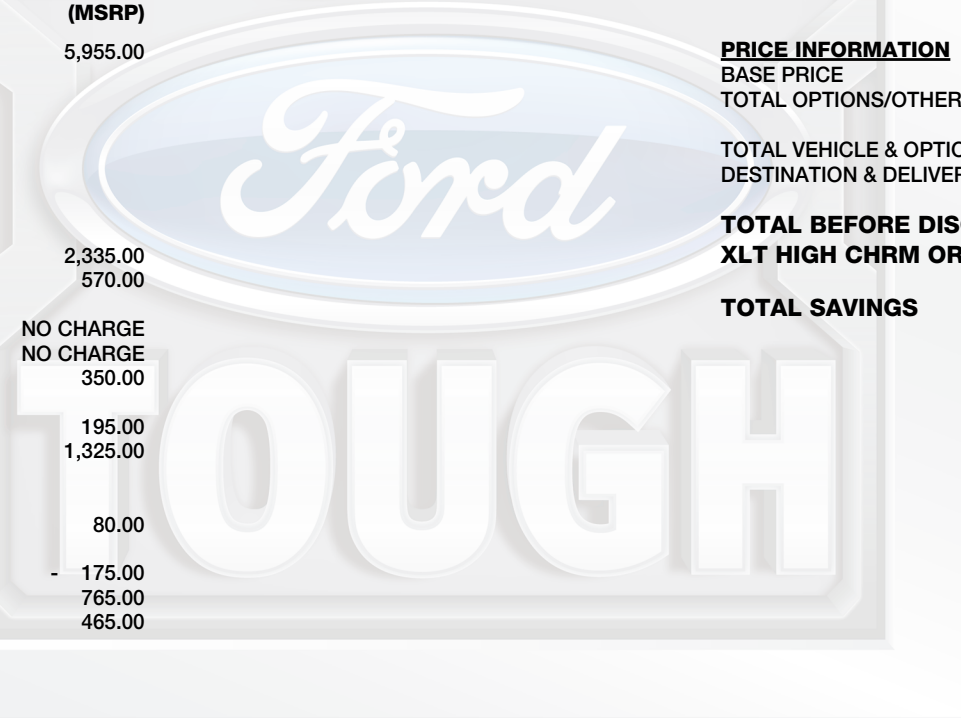 (MSRP)
5,955.00
2,335.00
570.00
NO CHARGE
NO CHARGE
350.00
195.00
1,325.00
80.00
- 175.00
765.00
465.00
PRICE INFORMATION
BASE PRICE
TOTAL OPTIONS/OTHER
TOTAL VEHICLE & OPTIO
DESTINATION & DELIVER
TOTAL BEFORE DIS
XLT HIGH CHRM OR
TOTAL SAVINGS
Ford
TOUGH